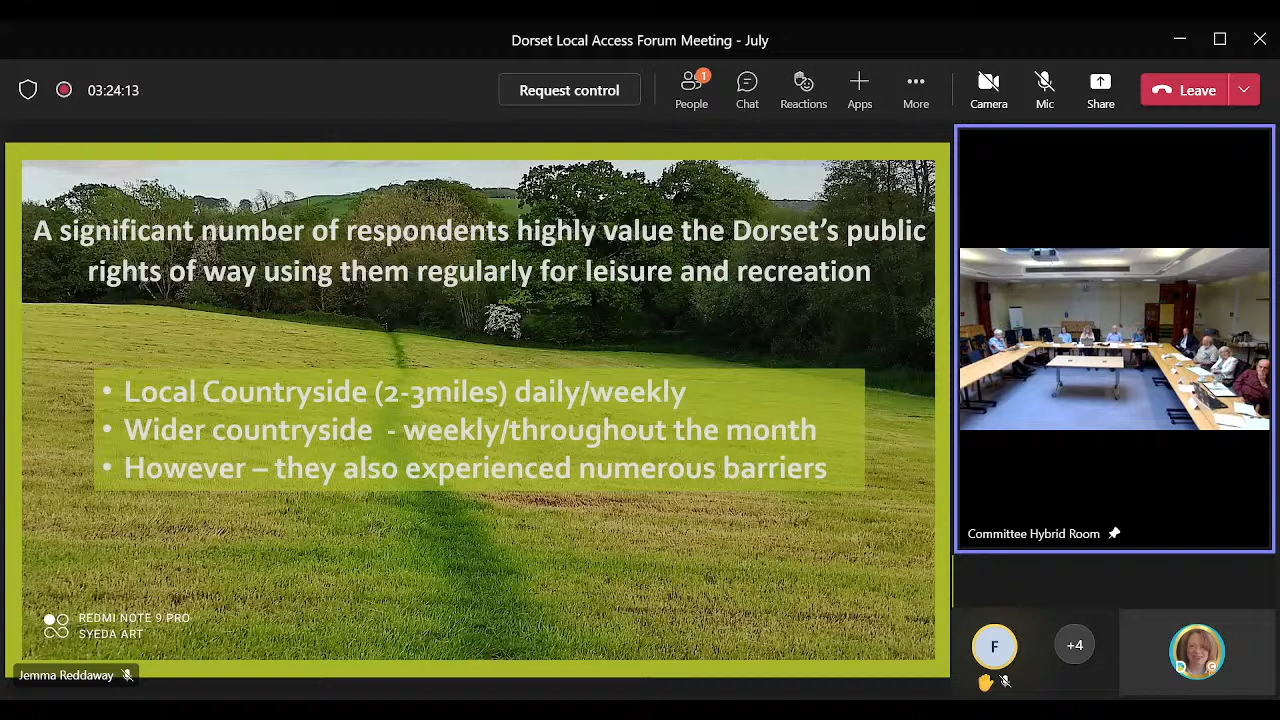 Dorset Local Access Forum Meeting - July
03:24:13
Request control
1
People
Chat
Reactions
Apps
More
Camera
Mic
Share
Leave
A significant number of respondents highly value the Dorset's public
rights of way using them regularly for leisure and recreation
• Local Countryside (2-3miles) daily/weekly
• Wider countryside - weekly/throughout the month
• However – they also experienced numerous barriers
REDMI NOTE 9 PRO
SYEDA ART
Jemma Reddaway
Committee Hybrid Room
F
+4
D C